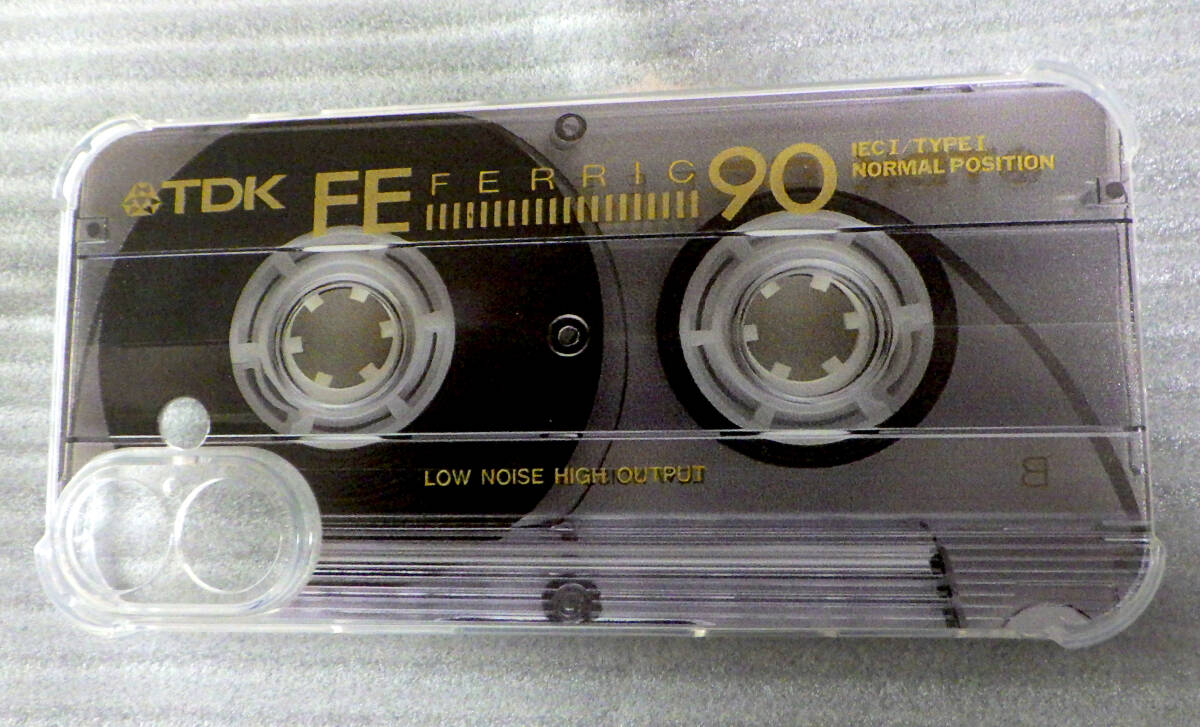 TDK FE FERRIC 90
IEC I/TYPE I
NORMAL POSITION
LOW NOISE HIGH OUTPUT
B